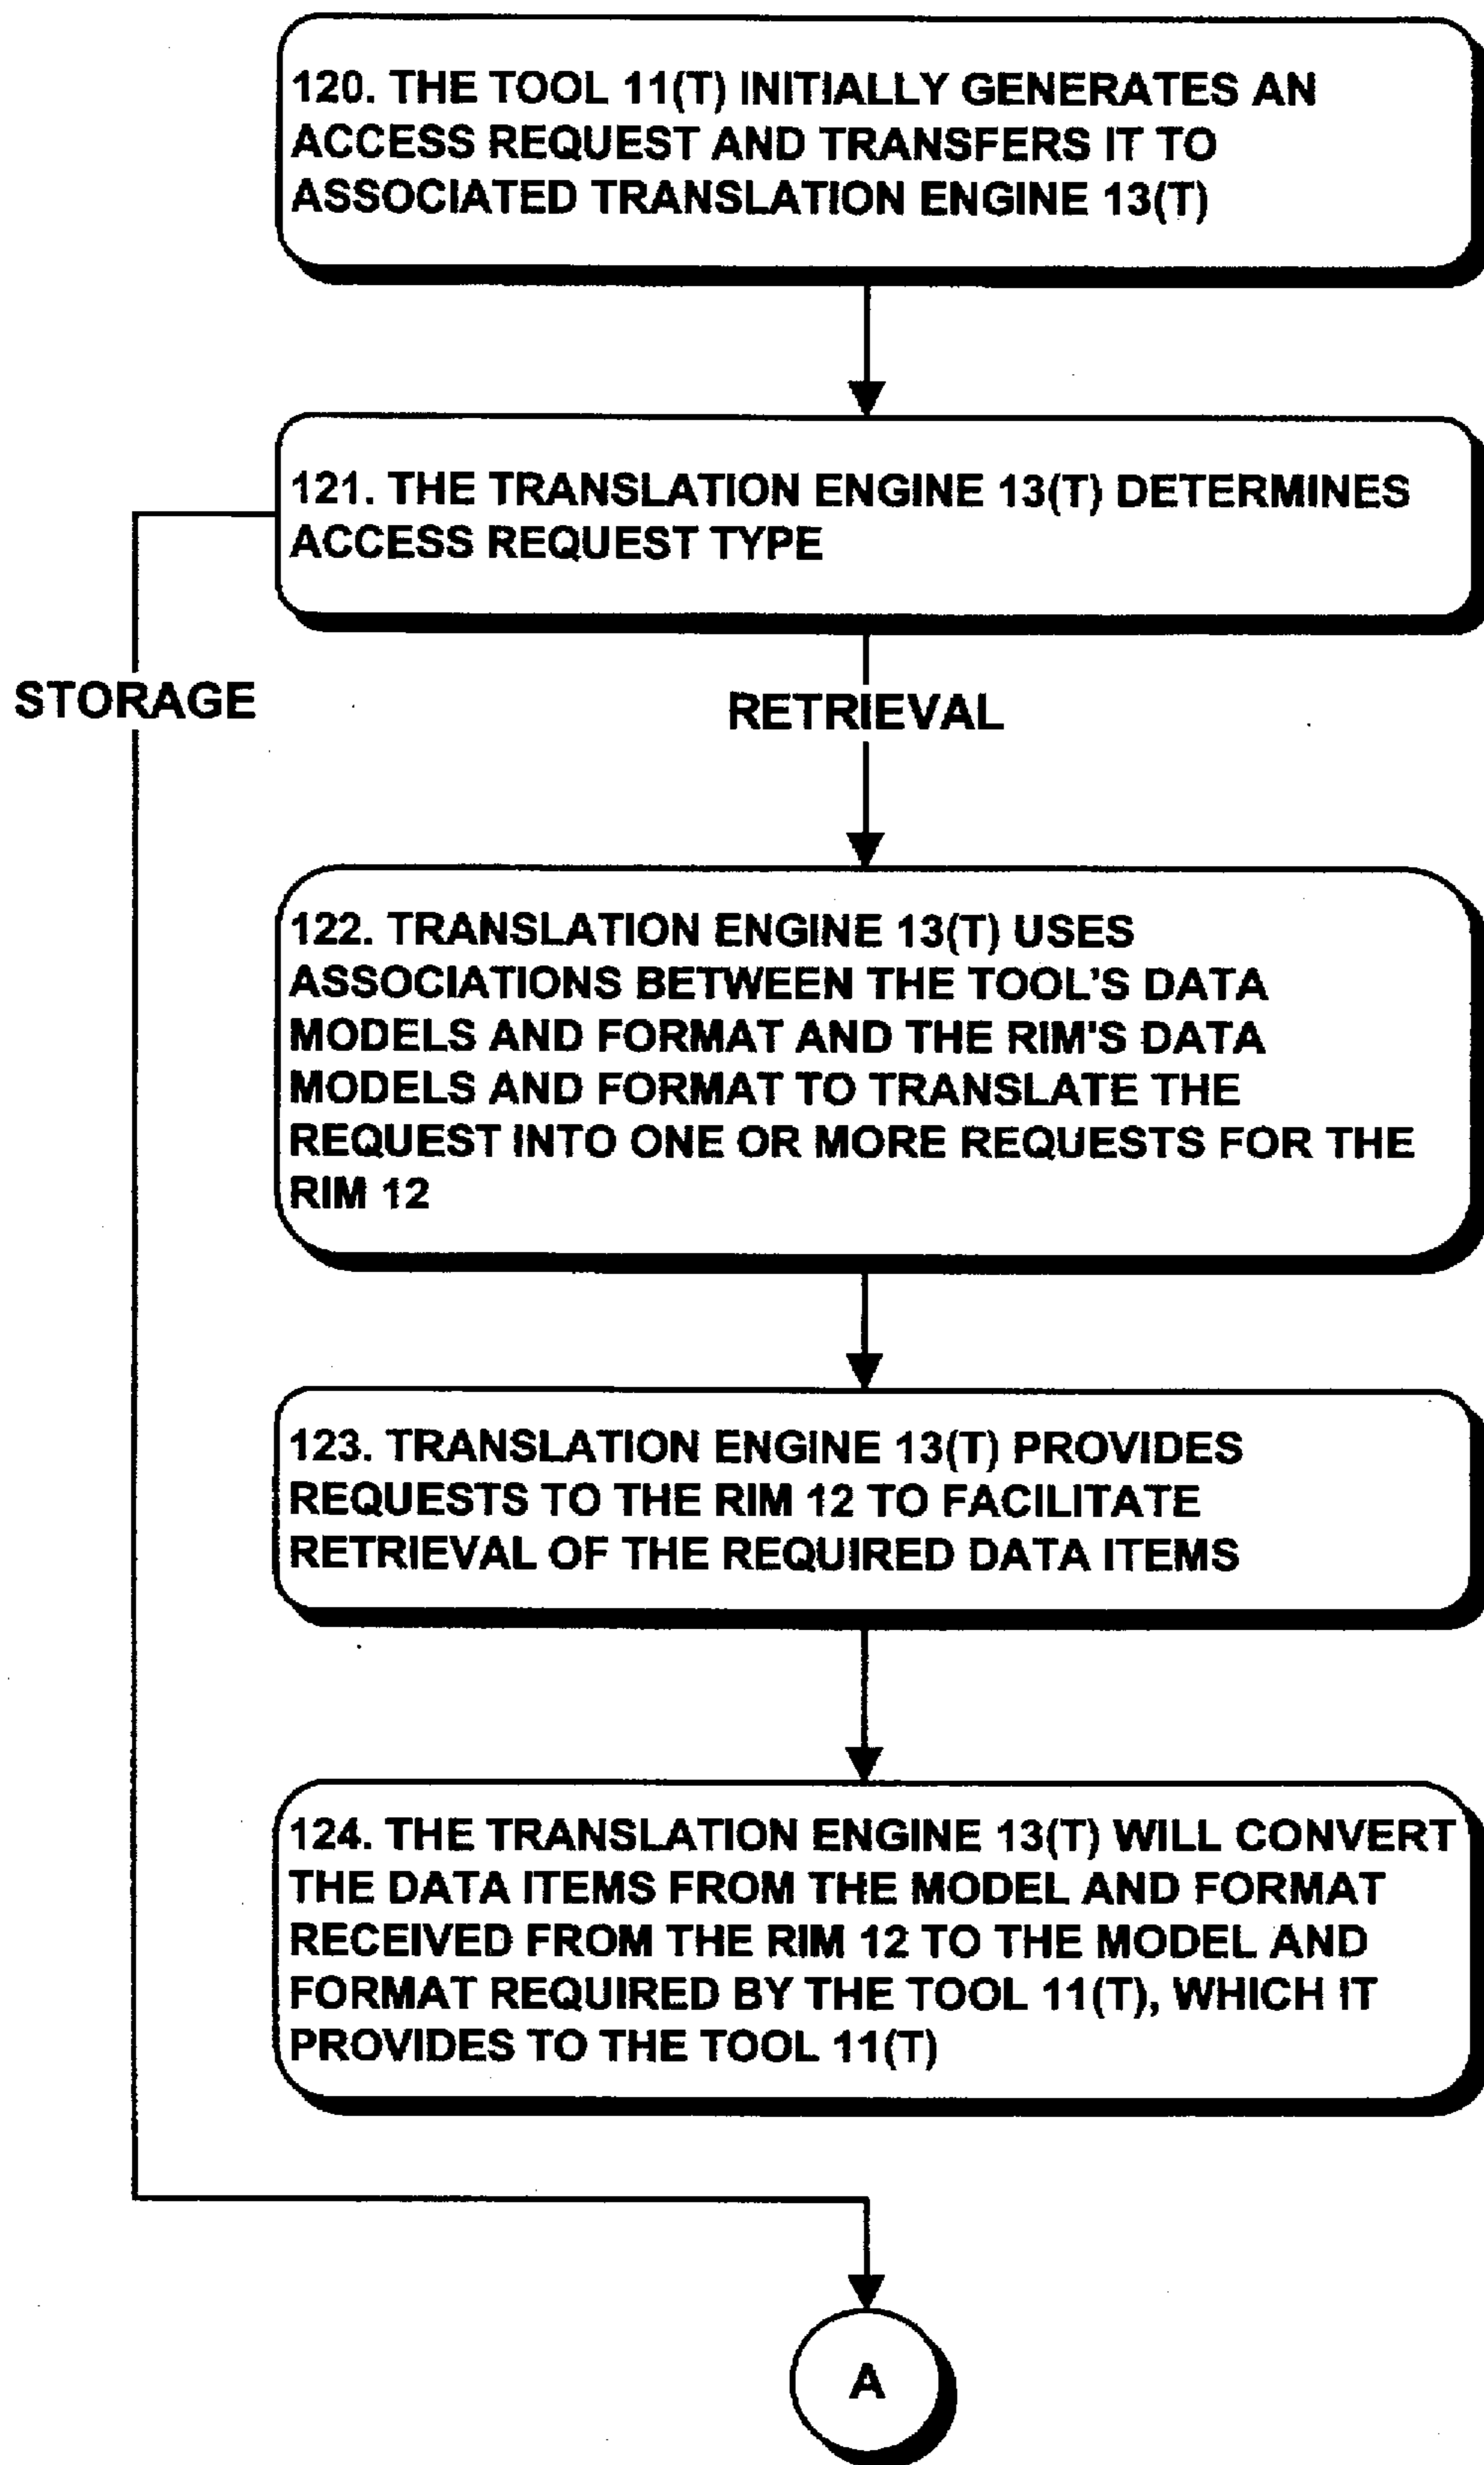 120. THE TOOL 11(T) INITIALLY GENERATES AN
ACCESS REQUEST AND TRANSFERS IT TO
ASSOCIATED TRANSLATION ENGINE 13(T)
121. THE TRANSLATION ENGINE 13(T) DETERMINES
ACCESS REQUEST TYPE
STORAGE
RETRIEVAL
122. TRANSLATION ENGINE 13(T) USES
ASSOCIATIONS BETWEEN THE TOOL'S DATA
MODELS AND FORMAT AND THE RIM'S DATA
MODELS AND FORMAT TO TRANSLATE THE
REQUEST INTO ONE OR MORE REQUESTS FOR THE
RIM 12
123. TRANSLATION ENGINE 13(T) PROVIDES
REQUESTS TO THE RIM 12 TO FACILITATE
RETRIEVAL OF THE REQUIRED DATA ITEMS
124. THE TRANSLATION ENGINE 13(T) WILL CONVERT
THE DATA ITEMS FROM THE MODEL AND FORMAT
RECEIVED FROM THE RIM 12 TO THE MODEL AND
FORMAT REQUIRED BY THE TOOL 11(T), WHICH IT
PROVIDES TO THE TOOL 11(T)
A